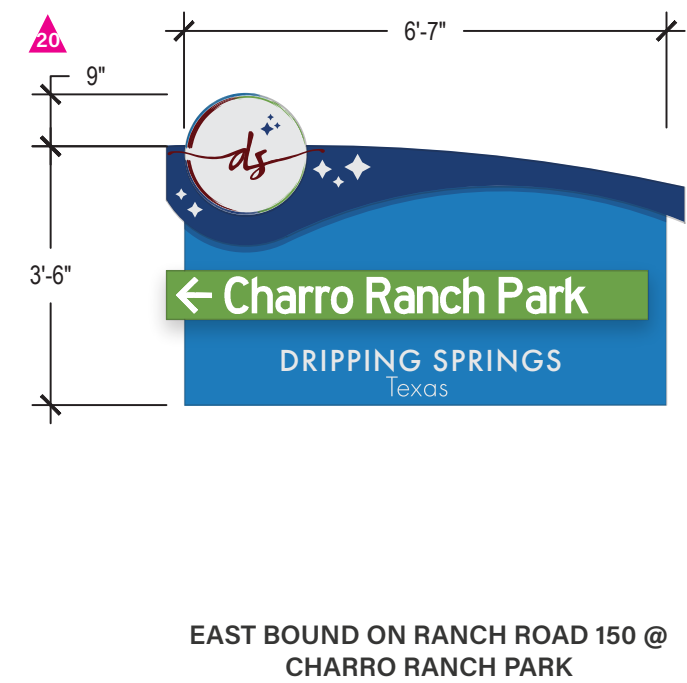 20
6'-7"
9"
ds
3'-6"
← Charro Ranch Park
DRIPPING SPRINGS
Texas
EAST BOUND ON RANCH ROAD 150 @
CHARRO RANCH PARK